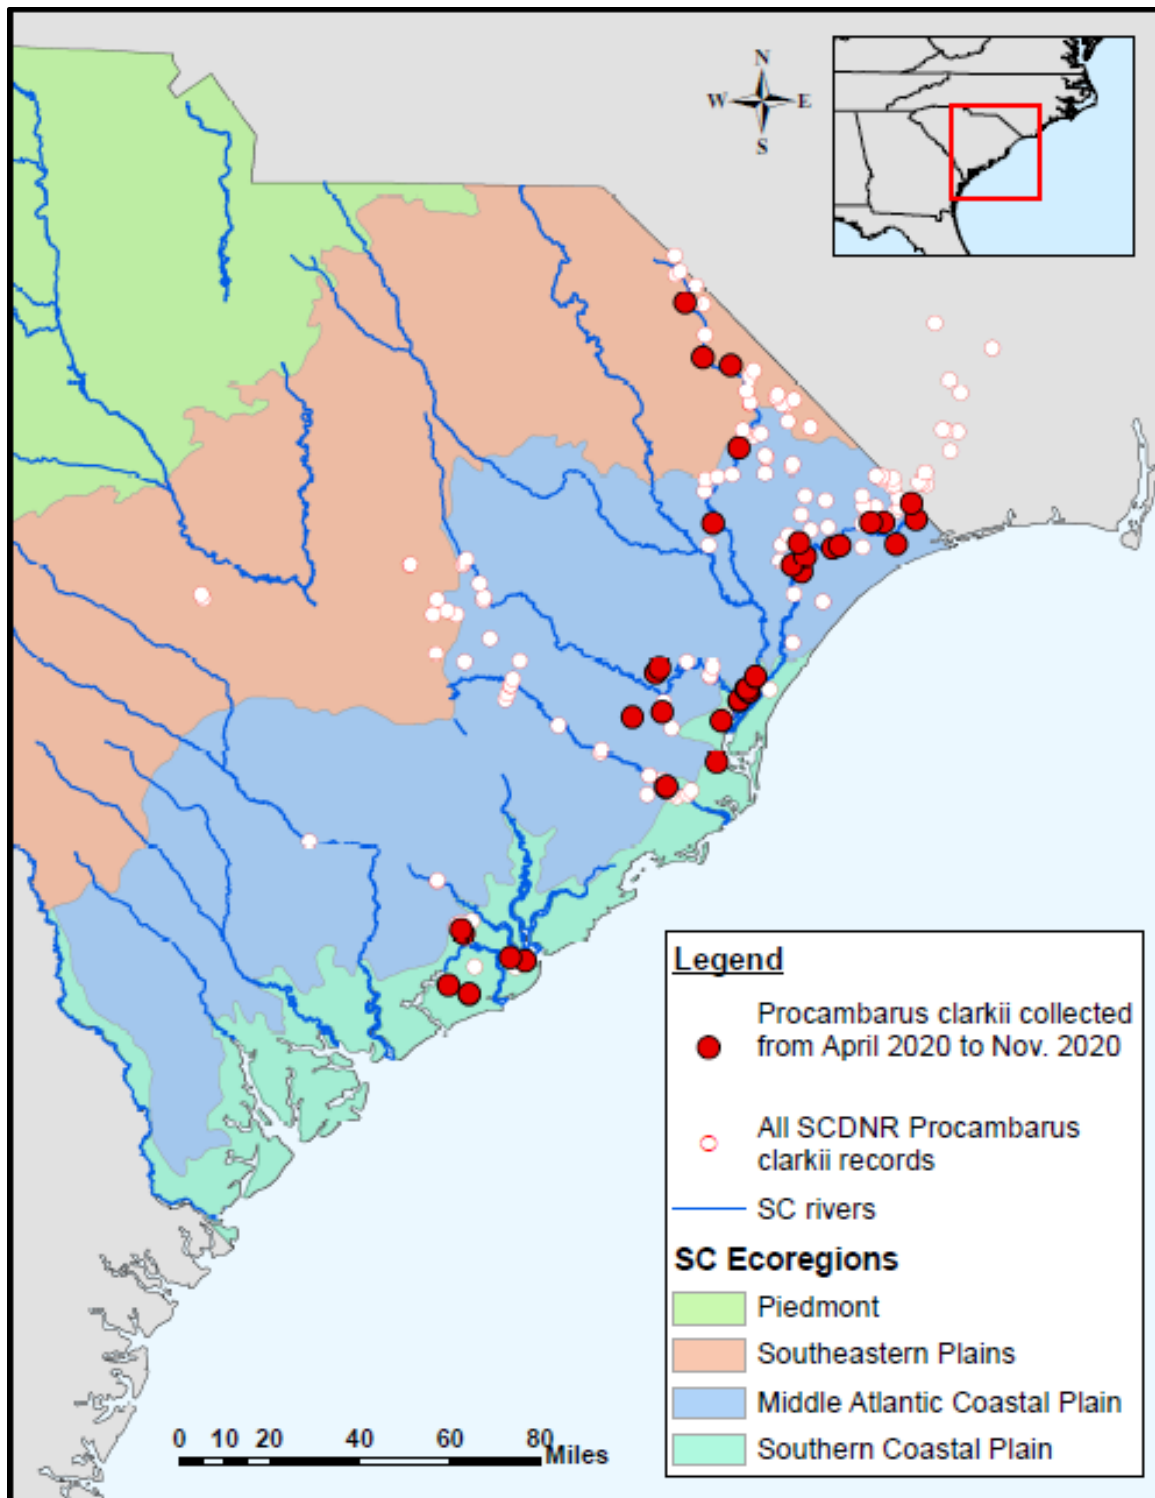 N
W E
S
Legend
Procambarus clarkii collected
from April 2020 to Nov. 2020
All SCDNR Procambarus
clarkii records
SC rivers
SC Ecoregions
Piedmont
Southeastern Plains
Middle Atlantic Coastal Plain
Southern Coastal Plain
0 10 20 40 60 80 Miles